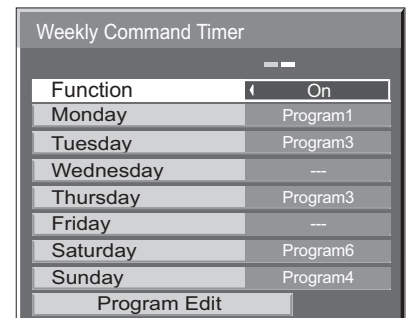 Weekly Command Timer
Function On
Monday Program1
Tuesday Program3
Wednesday ---
Thursday Program3
Friday ---
Saturday Program6
Sunday Program4
Program Edit